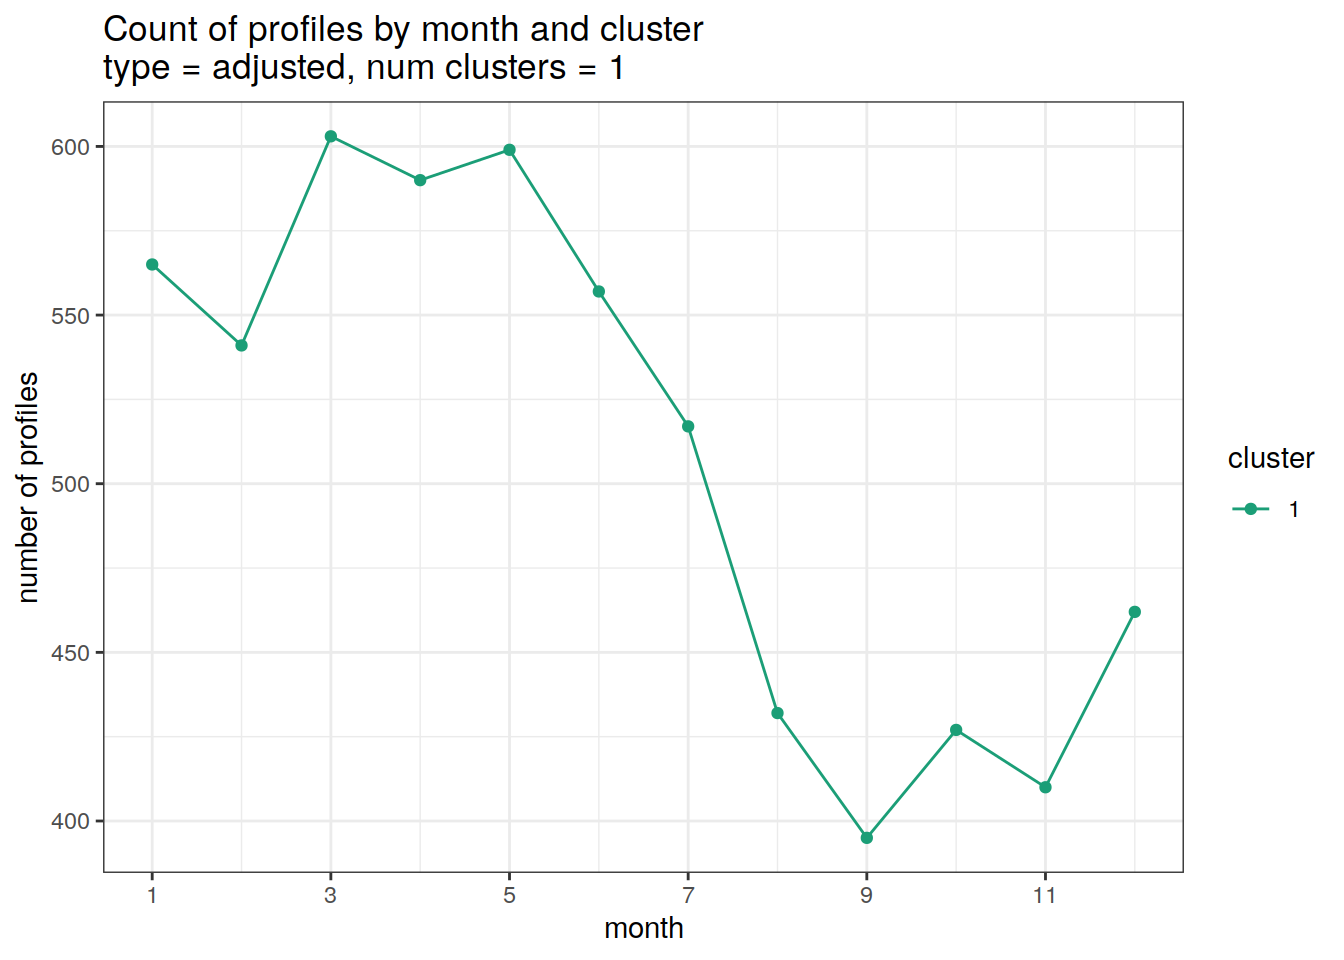 Count of profiles by month and cluster
type = adjusted, num clusters = 1
600
550
500
450
400
number of profiles
1 3 5 7 9 11
month
cluster
1